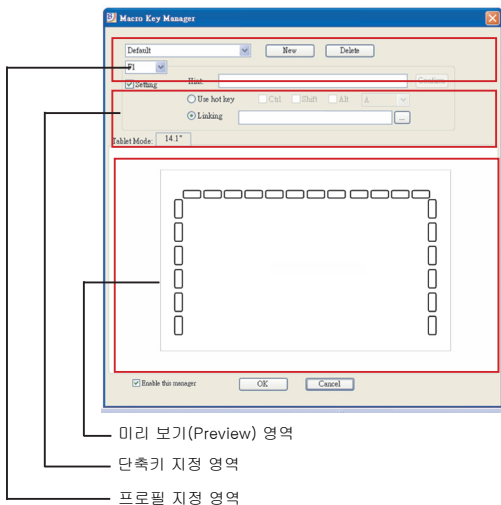 Macro Key Manager
Default New Delete
F1
Setting Hint: Confirm
Use hot key Ctrl Shift Alt A
Linking ...
Tablet Mode: 14.1"
Enable this manager OK Cancel
미리 보기(Preview) 영역
단축키 지정 영역
프로필 지정 영역